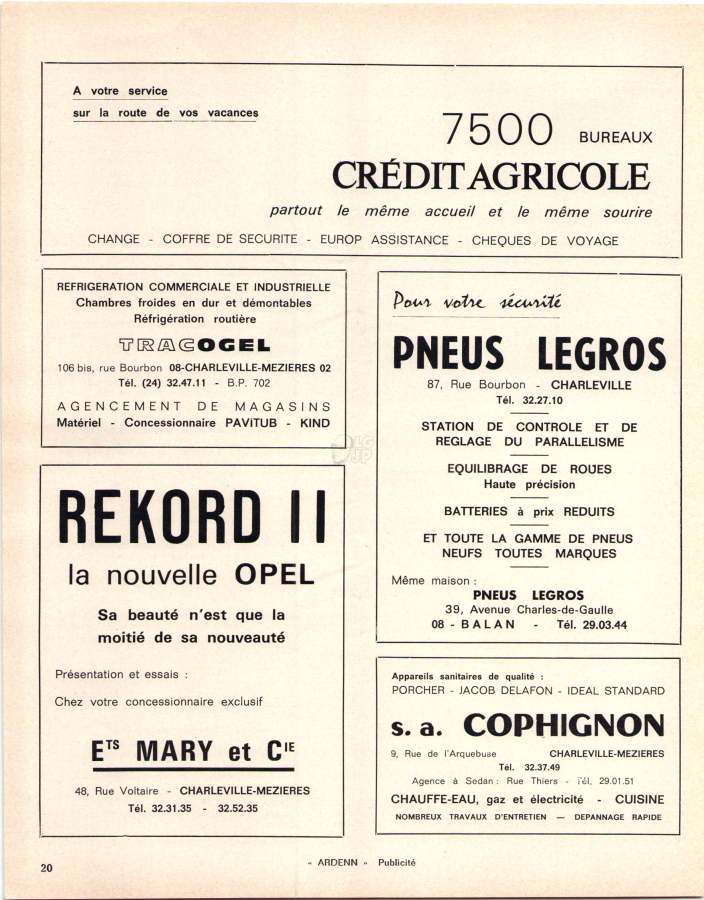 A votre service
sur la route de vos vacances
7500 BUREAUX
CRÉDIT AGRICOLE
partout le même accueil et le même sourire
CHANGE - COFFRE DE SECURITE - EUROP ASSISTANCE - CHEQUES DE VOYAGE
REFRIGERATION COMMERCIALE ET INDUSTRIELLE
Chambres froides en dur et démontables
Réfrigération routière
TRACOGEL
106 bis, rue Bourbon 08-CHARLEVILLE-MEZIERES 02
Tél. (24) 32.47.11 - B.P. 702
AGENCEMENT DE MAGASINS
Matériel - Concessionnaire PAViTUB - KIND
REKORD II
la nouvelle OPEL
Sa beauté n'est que la
moitié de sa nouveauté
Présentation et essais :
Chez votre concessionnaire exclusif
ETS MARY et CIE
48, Rue Voltaire - CHARLEVILLE-MEZIERES
Tél. 32.31.35 - 32.52.35
Pour votre sécurité
PNEUS LEGROS
87, Rue Bourbon - CHARLEVILLE
Tél. 32.27.10
STATION DE CONTROLE ET DE
REGLAGE DU PARALLELISME
EQUILIBRAGE DE ROUES
Haute précision
BATTERIES à prix REDUITS
ET TOUTE LA GAMME DE PNEUS
NEUFS TOUTES MARQUES
Même maison :
PNEUS LEGROS
39, Avenue Charles-de-Gaulle
08 - BALAN - Tél. 29.03.44
Appareils sanitaires de qualité :
PORCHER - JACOB DELAFON - IDEAL STANDARD
s. a. COPHIGNON
9, Rue de l'Arquebuse CHARLEVILLE-MEZIERES
Tél. 32.37.49
Agence à Sedan : Rue Thiers - Tél, 29.01.51
CHAUFFE-EAU, gaz et électricité - CUISINE
NOMBREUX TRAVAUX D'ENTRETIEN — DEPANNAGE RAPIDE
20
« ARDENN » Publicité